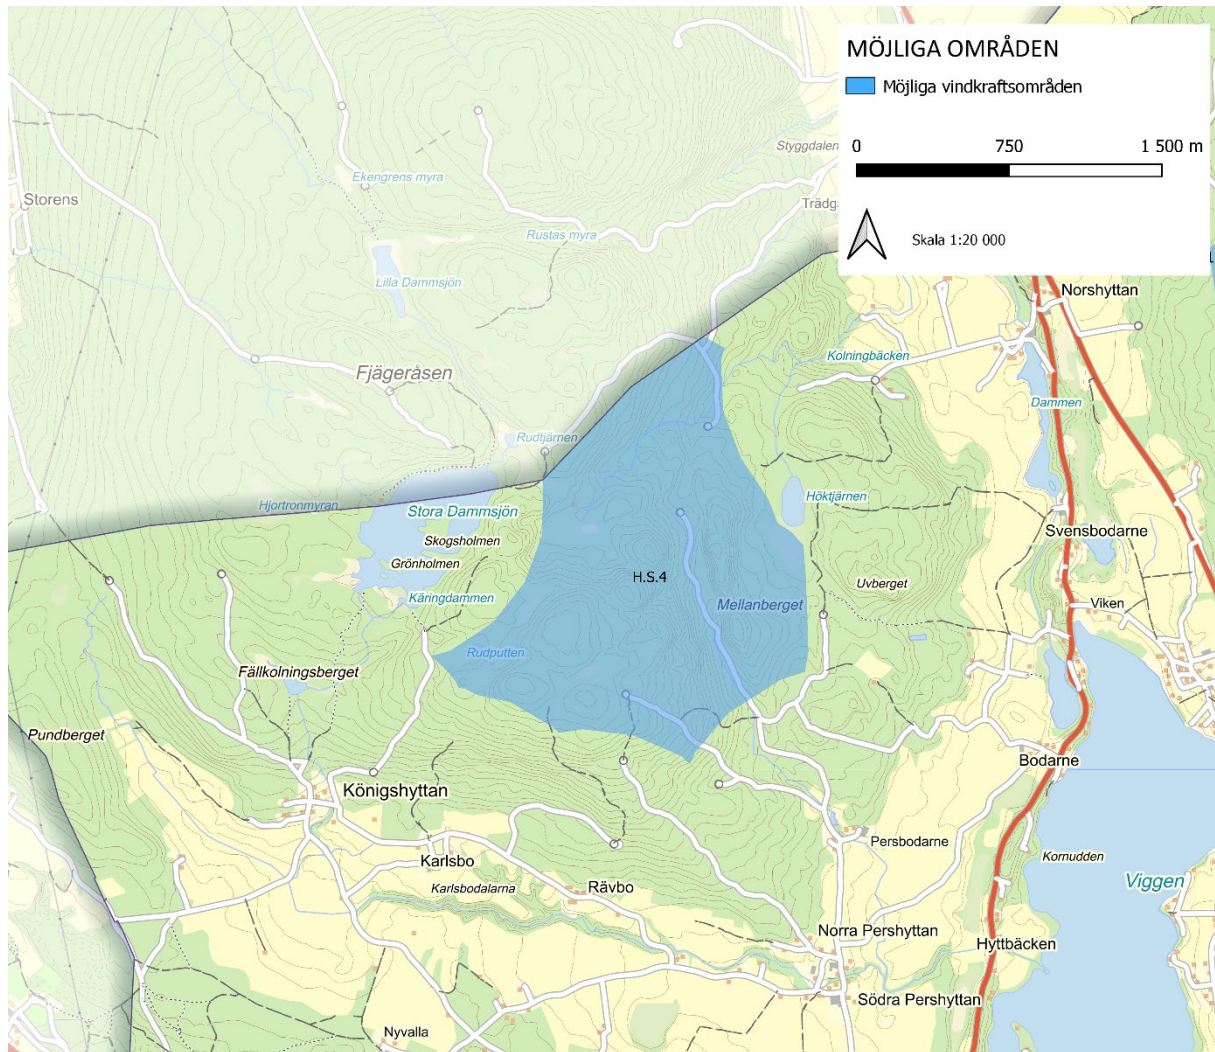 MÖJLIGA OMRÅDEN
Möjliga vindkraftsområden
0 750 1 500 m
Skala 1:20 000
Styggdalen
Ekengrens myra
Storens
Trädg
Rustas myra
Lilla Dammsjön
Norshyttan
Kolningbäcken
Fjägeråsen
Dammen
Rudtjärnen
Höktjärnen
Hjortronmyran
Stora Dammsjön
Skogsholmen
Svensbodarne
Grönholmen
H.S.4
Uvberget
Käringdammen
Mellanberget
Viken
Rudputten
Fällkolningsberget
Pundberget
Bodarne
Königshyttan
Persbodarne
Karlsbo
Kornudden
Karlsbodalarna
Rävbo
Viggen
Norra Pershyttan
Hyttbäcken
Södra Pershyttan
Nyvalla